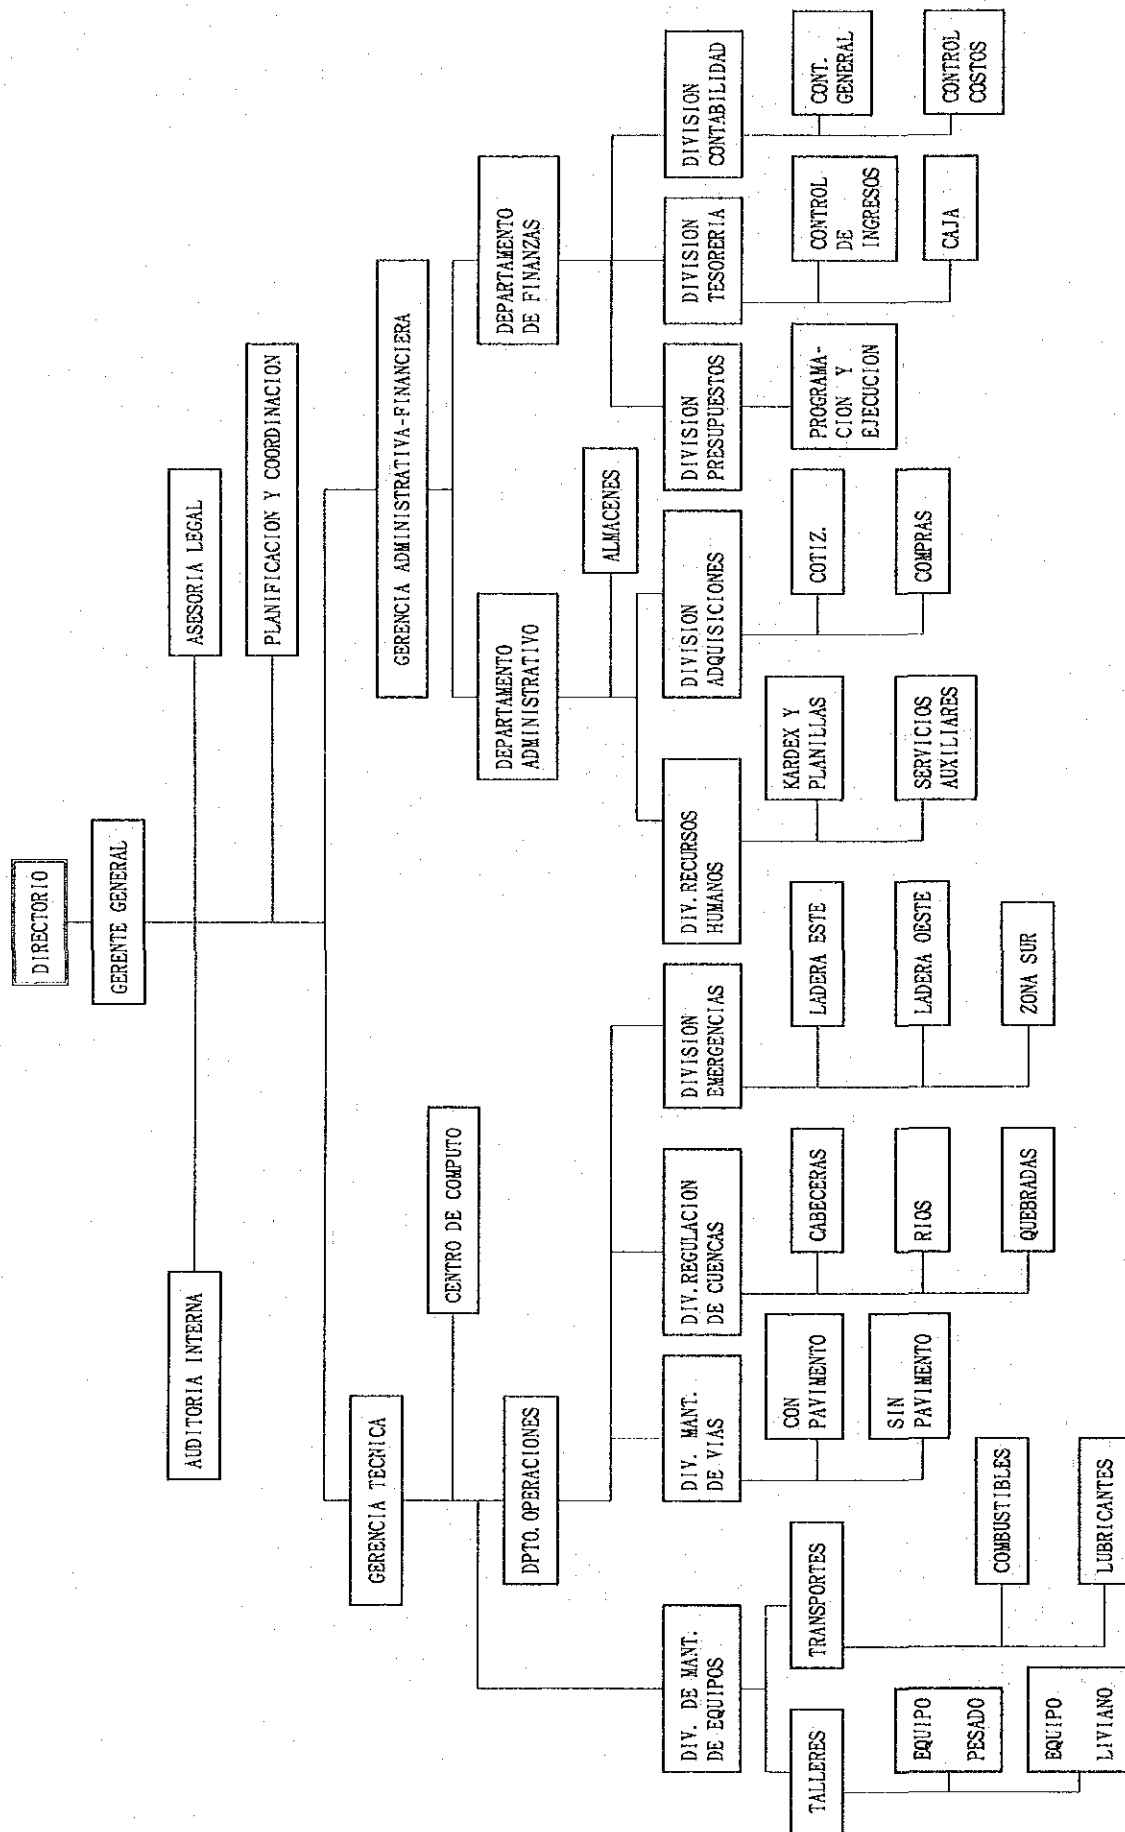 DIRECTORIO
GERENTE GENERAL
AUDITORIA INTERNA
ASESORIA LEGAL
PLANIFICACION Y COORDINACION
GERENCIA TECNICA
GERENCIA ADMINISTRATIVA-FINANCIERA
CENTRO DE COMPUTO
DPTO. OPERACIONES
DEPARTAMENTO
ADMINISTRATIVO
DEPARTAMENTO
DE FINANZAS
ALMACENES
DIV. DE MANT.
DE EQUIPOS
DIV. MANT.
DE VIAS
DIV. REGULACION
DE CUENCAS
DIVISION
EMERGENCIAS
DIV. RECURSOS
HUMANOS
DIVISION
ADQUISICIONES
DIVISION
PRESUPUESTOS
DIVISION
TESORERIA
DIVISION
CONTABILIDAD
TALLERES
TRANSPORTES
CON
PAVIMENTO
CABECERAS
LADERA ESTE
KARDEX Y
PLANILLAS
COTIZ.
PROGRAMA-
CION Y
EJECUCION
CONTROL
DE
INGRESOS
CONT.
GENERAL
EQUIPO
PESADO
COMBUSTIBLES
SIN
PAVIMENTO
RIOS
LADERA OESTE
SERVICIOS
AUXILIARES
COMPRAS
CAJA
CONTROL
COSTOS
EQUIPO
LIVIANO
LUBRICANTES
QUEBRADAS
ZONA SUR